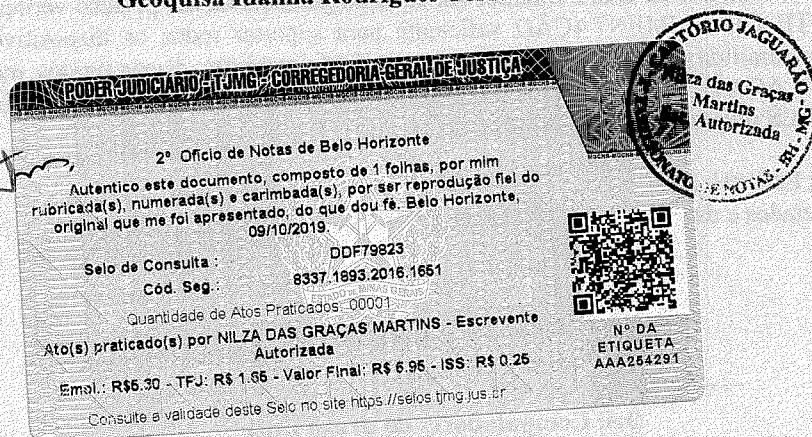 PODER JUDICIÁRIO - TJMG - CORREGEDORIA-GERAL DE JUSTIÇA
CARTÓRIO JAGUARÃO
das Graças
Martins
Autorizada
DE NOTAS - BH - MG
2º Ofício de Notas de Belo Horizonte
Autentico este documento, composto de 1 folhas, por mim
rubricada(s), numerada(s) e carimbada(s), por ser reprodução fiel do
original que me foi apresentado, do que dou fé. Belo Horizonte,
09/10/2019.
Selo de Consulta : DDF79823
Cód. Seg.: 8337.1893.2016.1651
Quantidade de Atos Praticados: 00001
Ato(s) praticado(s) por NILZA DAS GRAÇAS MARTINS - Escrevente
Autorizada
Emol.: R$5.30 - TFJ: R$ 1.65 - Valor Final: R$ 6.95 - ISS: R$ 0.25
Consulte a validade deste Selo no site https://selos.tjmg.jus.br
Nº DA
ETIQUETA
AAA254291